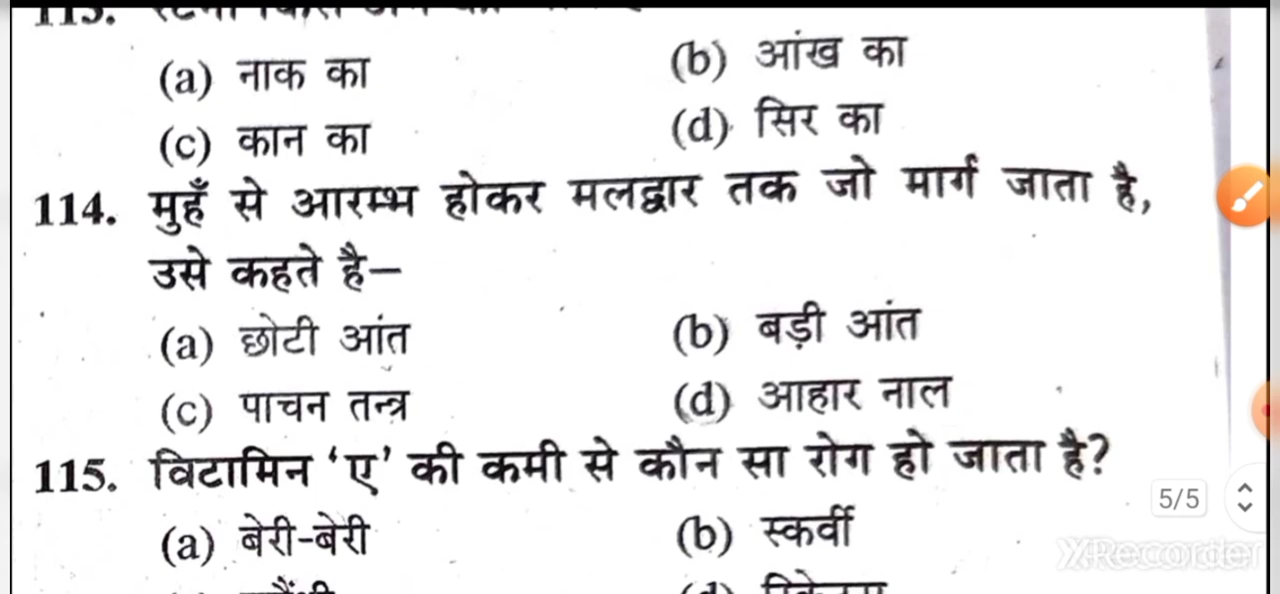 (a) नाक का (b) आंख का
(c) कान का (d) सिर का
114. मुहँ से आरम्भ होकर मलद्वार तक जो मार्ग जाता है,
उसे कहते है–
(a) छोटी आंत (b) बड़ी आंत
(c) पाचन तन्त्र (d) आहार नाल
115. विटामिन ‘ए’ की कमी से कौन सा रोग हो जाता है?
5/5
(a) बेरी-बेरी (b) स्कर्वी
XRecorder